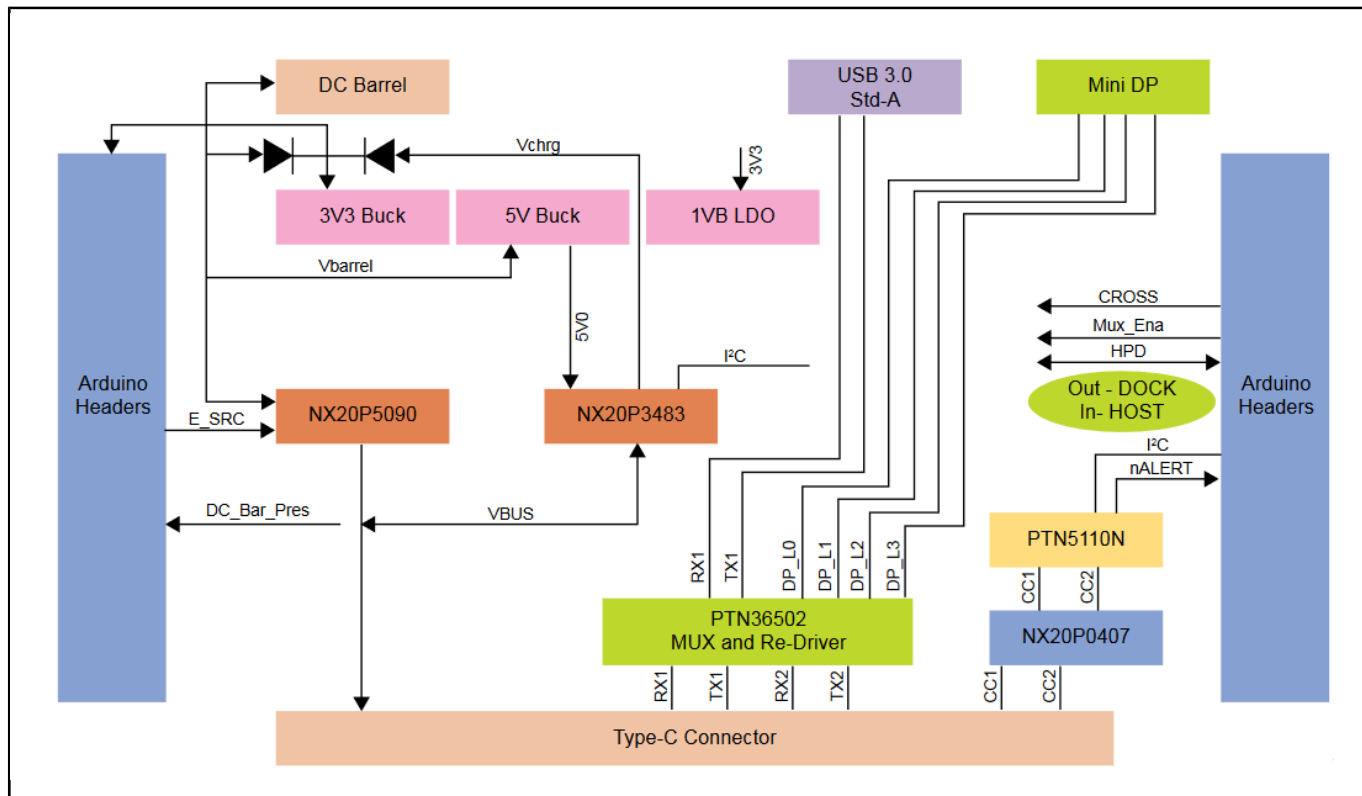 DC Barrel
USB 3.0
Std-A
Mini DP
Vchrg
3V3
3V3 Buck
5V Buck
1VB LDO
Vbarrel
5V0
I²C
CROSS
Mux_Ena
HPD
Out - DOCK
In- HOST
Arduino
Headers
Arduino
Headers
E_SRC
NX20P5090
NX20P3483
I²C
nALERT
DC_Bar_Pres
VBUS
PTN5110N
RX1
TX1
DP_L0
DP_L1
DP_L2
DP_L3
CC1
CC2
PTN36502
MUX and Re-Driver
NX20P0407
RX1
TX1
RX2
TX2
CC1
CC2
Type-C Connector